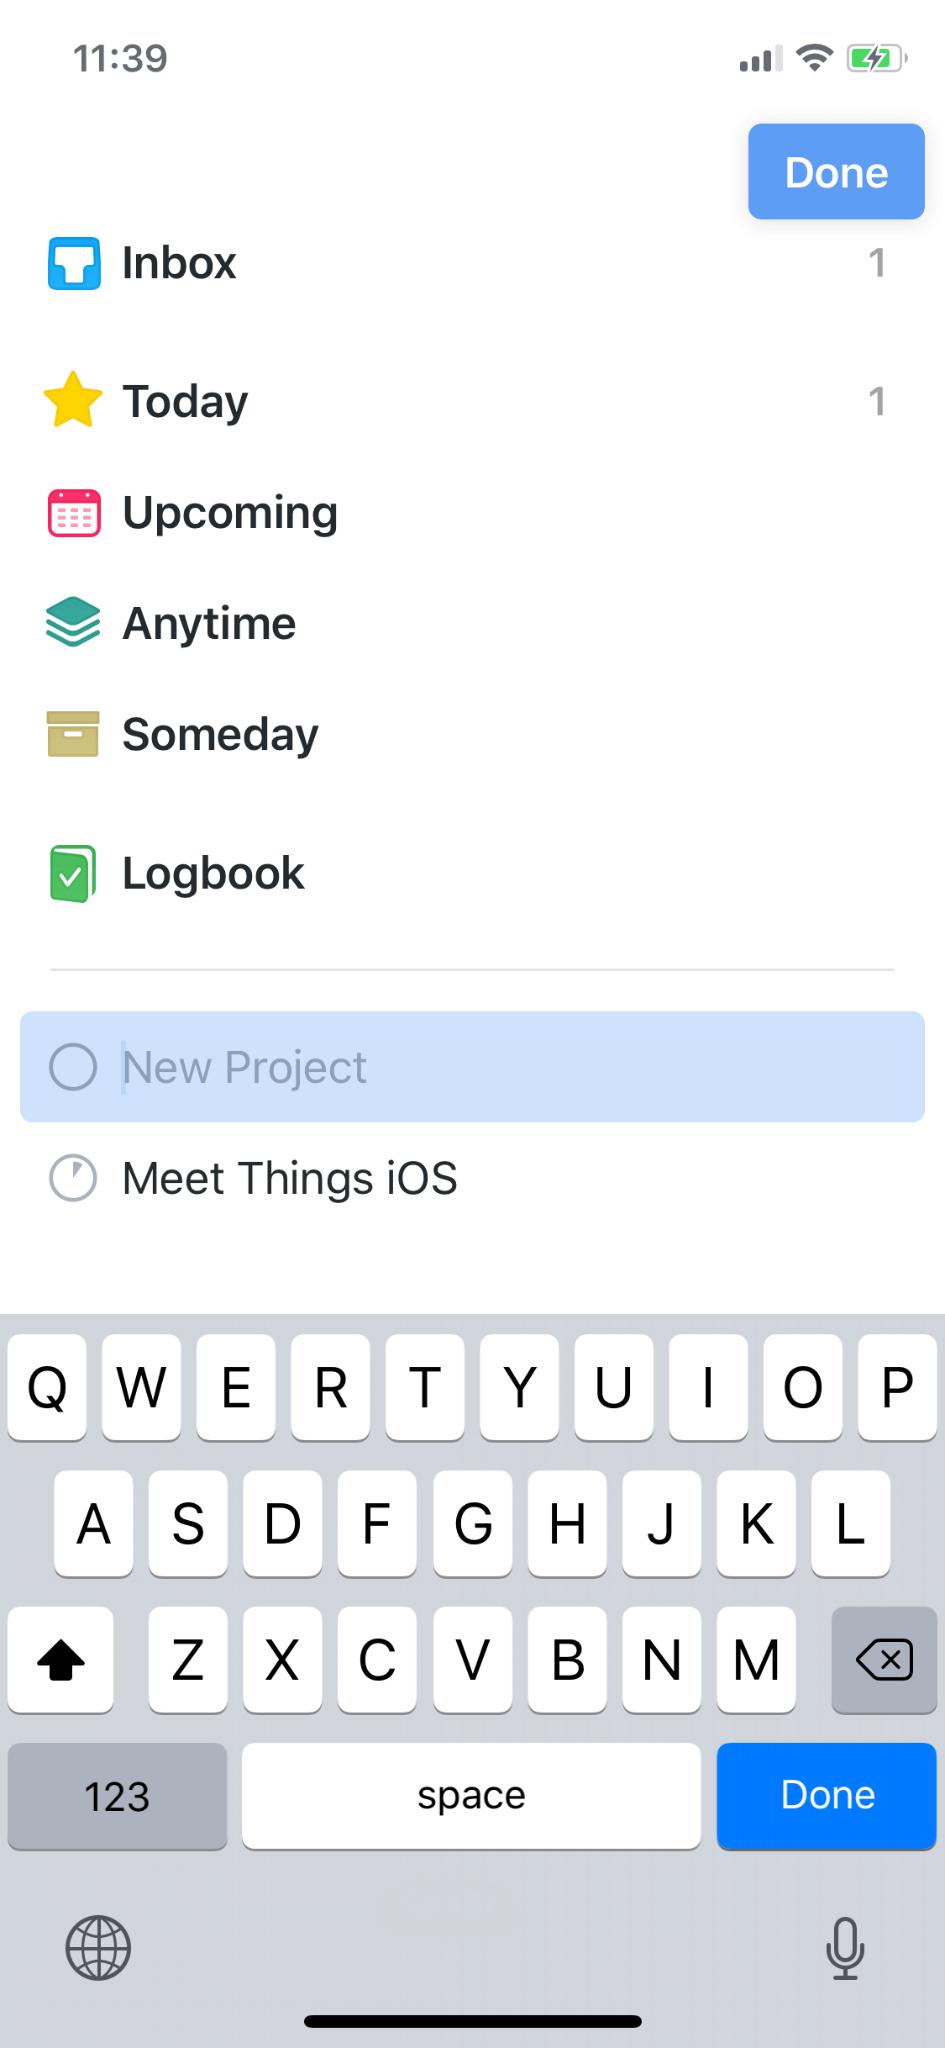 11:39
Done
Inbox 1
Today 1
Upcoming
Anytime
Someday
Logbook
New Project
Meet Things iOS
Q W E R T Y U I O P
A S D F G H J K L
Z X C V B N M
123 space Done